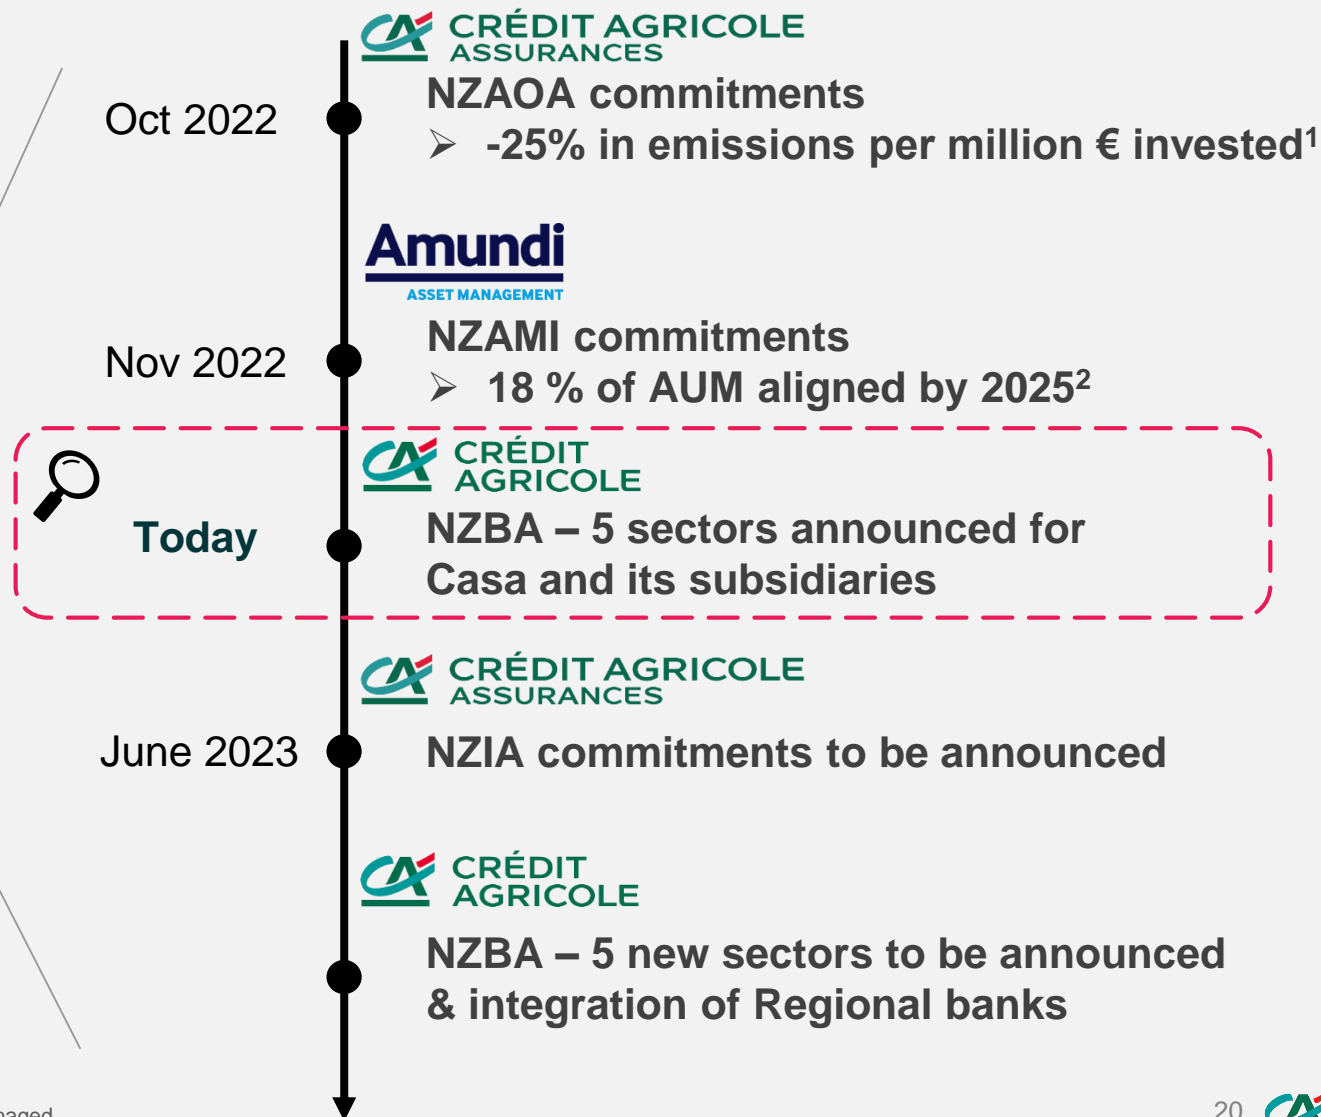 CRÉDIT AGRICOLE
ASSURANCES
Oct 2022
NZAOA commitments
➢ -25% in emissions per million € invested¹
Amundi
ASSET MANAGEMENT
Nov 2022
NZAMI commitments
➢ 18 % of AUM aligned by 2025²
CRÉDIT
AGRICOLE
Today
NZBA – 5 sectors announced for
Casa and its subsidiaries
CRÉDIT AGRICOLE
ASSURANCES
June 2023
NZIA commitments to be announced
CRÉDIT
AGRICOLE
NZBA – 5 new sectors to be announced
& integration of Regional banks
20